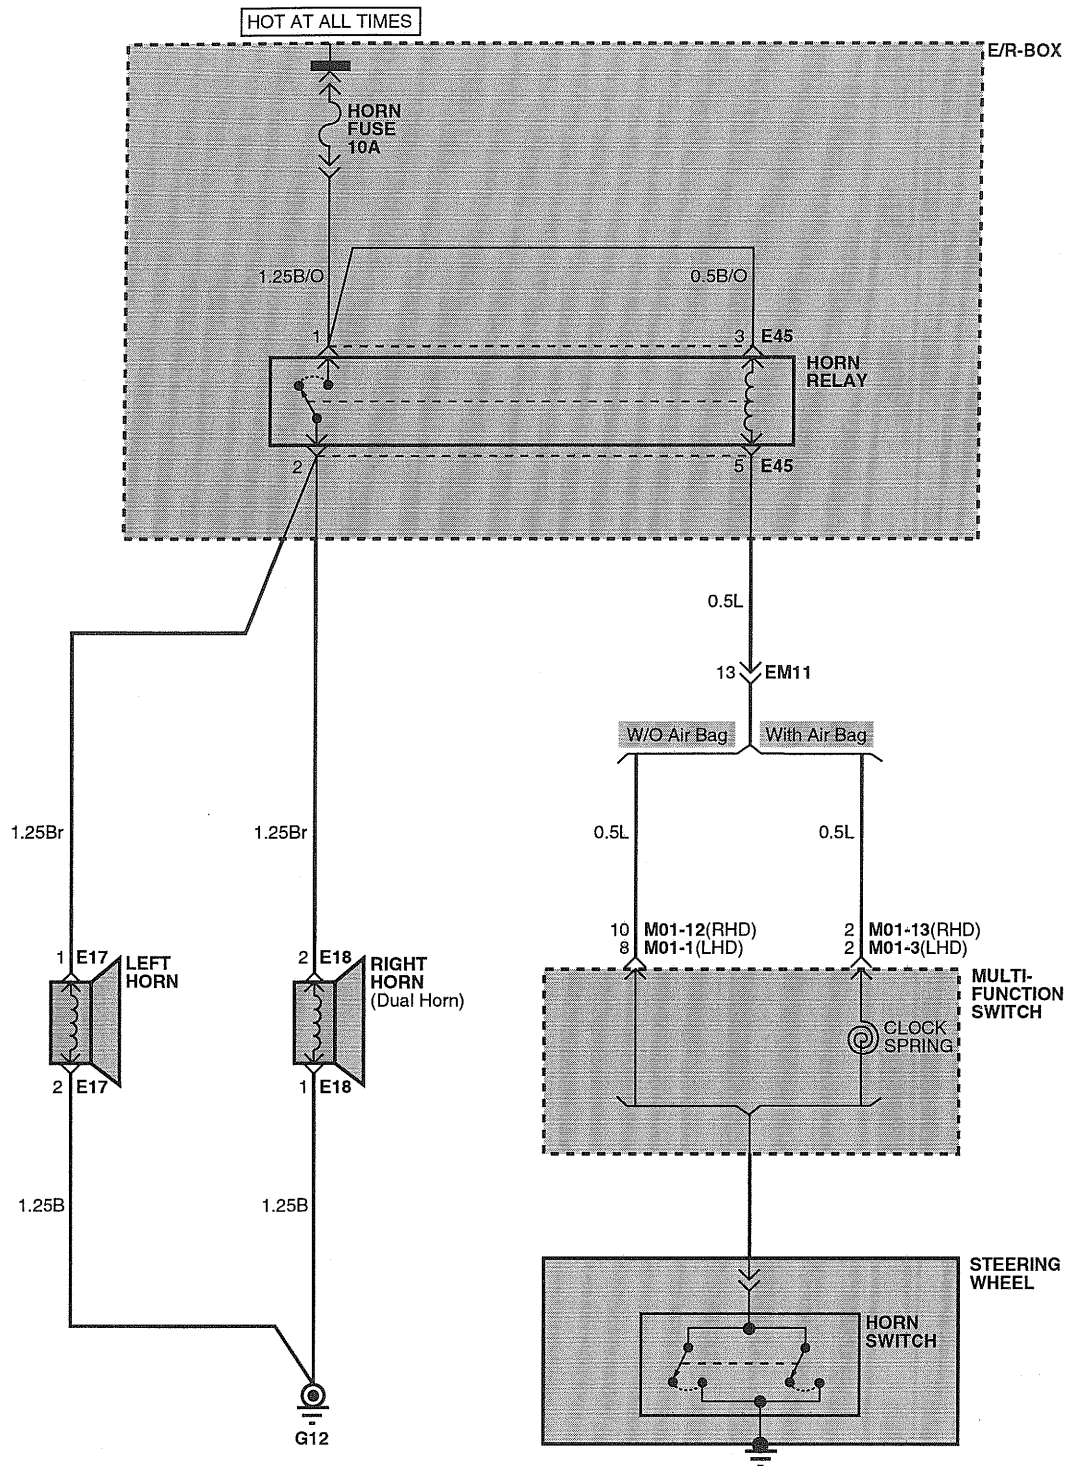 HOT AT ALL TIMES
E/R-BOX
HORN
FUSE
10A
1.25B/O
0.5B/O
1
3 E45
HORN
RELAY
2
5 E45
0.5L
13 EM11
W/O Air Bag
With Air Bag
1.25Br
1.25Br
0.5L
0.5L
10 M01-12(RHD)
8 M01-1(LHD)
2 M01-13(RHD)
2 M01-3(LHD)
1 E17
LEFT
HORN
2 E18
RIGHT
HORN
(Dual Horn)
MULTI-
FUNCTION
SWITCH
CLOCK
SPRING
2 E17
1 E18
1.25B
1.25B
STEERING
WHEEL
HORN
SWITCH
G12